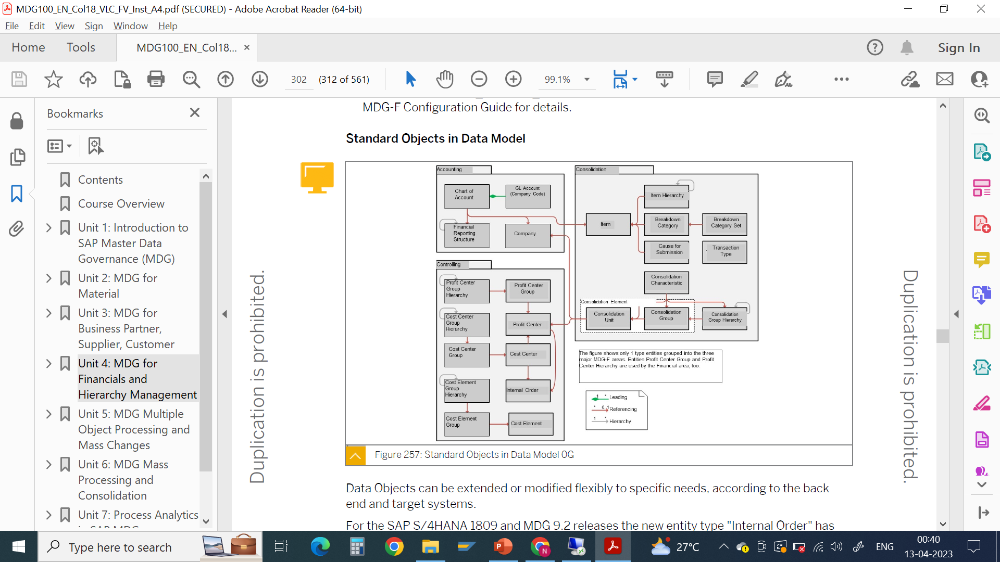 MDG100_EN_Col18_VLC_FV_Inst_A4.pdf (SECURED) - Adobe Acrobat Reader (64-bit)
File Edit View Sign Window Help
Home Tools MDG100_EN_Col18... × Sign In
302 (312 of 561) 99.1%
Bookmarks
Contents
Course Overview
Unit 1: Introduction to
SAP Master Data
Governance (MDG)
Unit 2: MDG for
Material
Unit 3: MDG for
Business Partner,
Supplier, Customer
Unit 4: MDG for
Financials and
Hierarchy Management
Unit 5: MDG Multiple
Object Processing and
Mass Changes
Unit 6: MDG Mass
Processing and
Consolidation
Unit 7: Process Analytics
in SAP MDG
Duplication is prohibited.
MDG-F Configuration Guide for details.
Standard Objects in Data Model
Accounting
Chart of
Account
GL Account
(Company Code)
Financial
Reporting
Structure
Company
Controlling
Profit Center
Group
Hierarchy
Profit Center
Group
Cost Center
Group
Hierarchy
Profit Center
Cost Center
Group
Cost Center
Cost Element
Group
Hierarchy
Internal Order
Cost Element
Group
Cost Element
Consolidation
Item Hierarchy
Item
Breakdown
Category
Breakdown
Category Set
Cause for
Submission
Transaction
Type
Consolidation
Characteristic
Consolidation Element
Consolidation
Unit
Consolidation
Group
Consolidation
Group Hierarchy
The figure shows only 1 type entities grouped into the three
major MDG-F areas. Entities Profit Center Group and Profit
Center Hierarchy are used by the Financial area, too.
1 * Leading
* 0..1 Referencing
1 * Hierarchy
Figure 257: Standard Objects in Data Model 0G
Data Objects can be extended or modified flexibly to specific needs, according to the back
end and target systems.
For the SAP S/4HANA 1809 and MDG 9.2 releases the new entity type "Internal Order" has
Duplication is prohibited.
Type here to search
27°C
ENG
00:40
13-04-2023